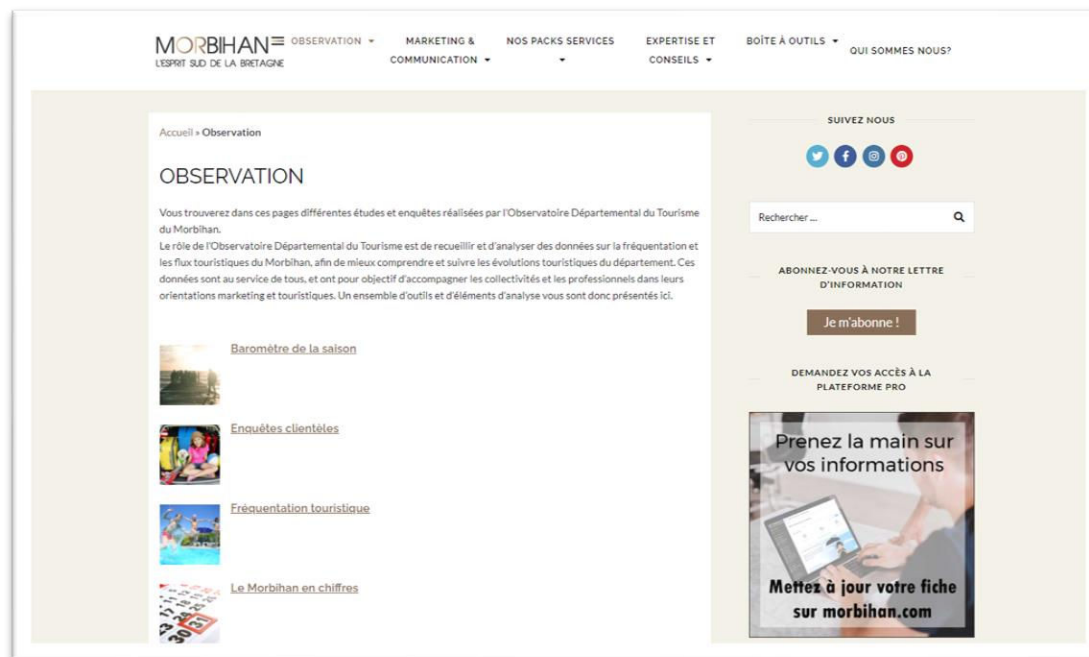 MORBIHAN
L'ESPRIT SUD DE LA BRETAGNE
OBSERVATION
MARKETING &
COMMUNICATION
NOS PACKS SERVICES
EXPERTISE ET
CONSEILS
BOÎTE À OUTILS
QUI SOMMES NOUS?
Accueil » Observation
OBSERVATION
Vous trouverez dans ces pages différentes études et enquêtes réalisées par l'Observatoire Départemental du Tourisme
du Morbihan.
Le rôle de l'Observatoire Départemental du Tourisme est de recueillir et d'analyser des données sur la fréquentation et
les flux touristiques du Morbihan, afin de mieux comprendre et suivre les évolutions touristiques du département. Ces
données sont au service de tous, et ont pour objectif d'accompagner les collectivités et les professionnels dans leurs
orientations marketing et touristiques. Un ensemble d'outils et d'éléments d'analyse vous sont donc présentés ici.
Baromètre de la saison
Enquêtes clientèles
Fréquentation touristique
Le Morbihan en chiffres
SUIVEZ NOUS
Rechercher ...
ABONNEZ-VOUS À NOTRE LETTRE
D'INFORMATION
Je m'abonne !
DEMANDEZ VOS ACCÈS À LA
PLATEFORME PRO
Prenez la main sur
vos informations
Mettez à jour votre fiche
sur morbihan.com